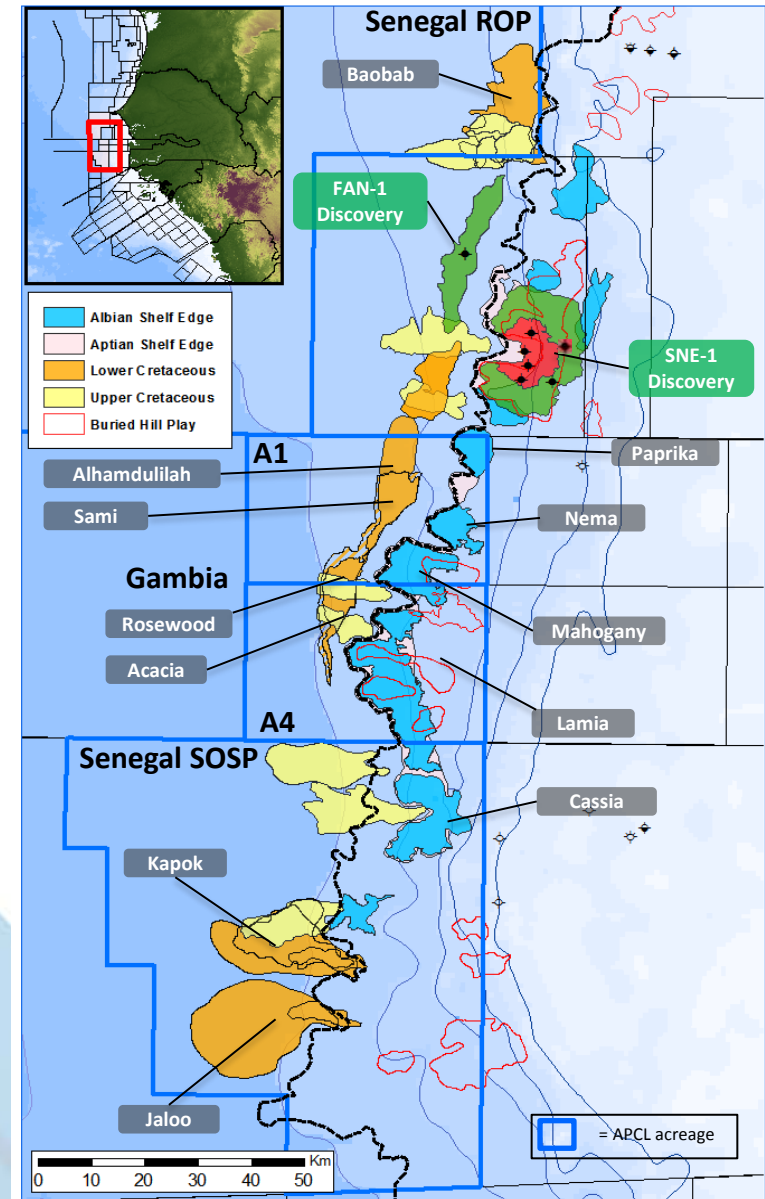 Senegal ROP
Baobab
FAN-1
Discovery
Albian Shelf Edge
Aptian Shelf Edge
Lower Cretaceous
Upper Cretaceous
Buried Hill Play
SNE-1
Discovery
A1
Paprika
Alhamdulilah
Sami
Nema
Gambia
Rosewood
Mahogany
Acacia
Lamia
A4
Senegal SOSP
Cassia
Kapok
Jaloo
= APCL acreage
Km
0 10 20 30 40 50